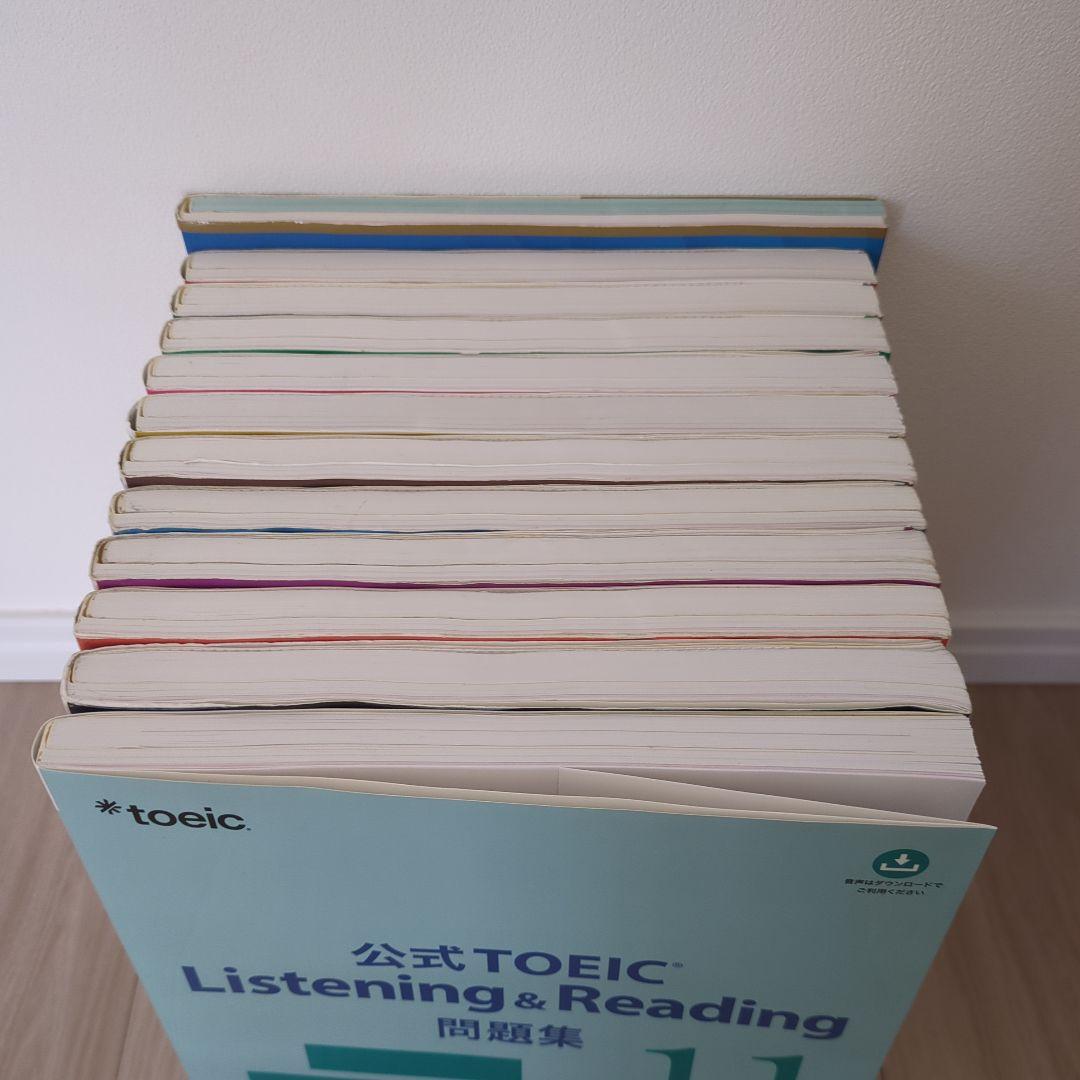 toeic®
音声はダウンロードで
ご利用ください
公式TOEIC®
Listening & Reading
問題集
11